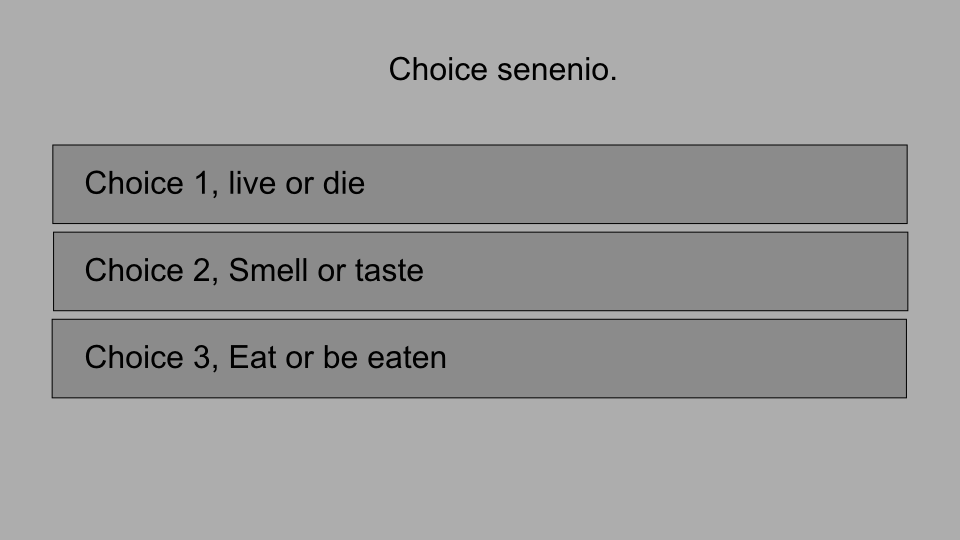 Choice senenio.
Choice 1, live or die
Choice 2, Smell or taste
Choice 3, Eat or be eaten